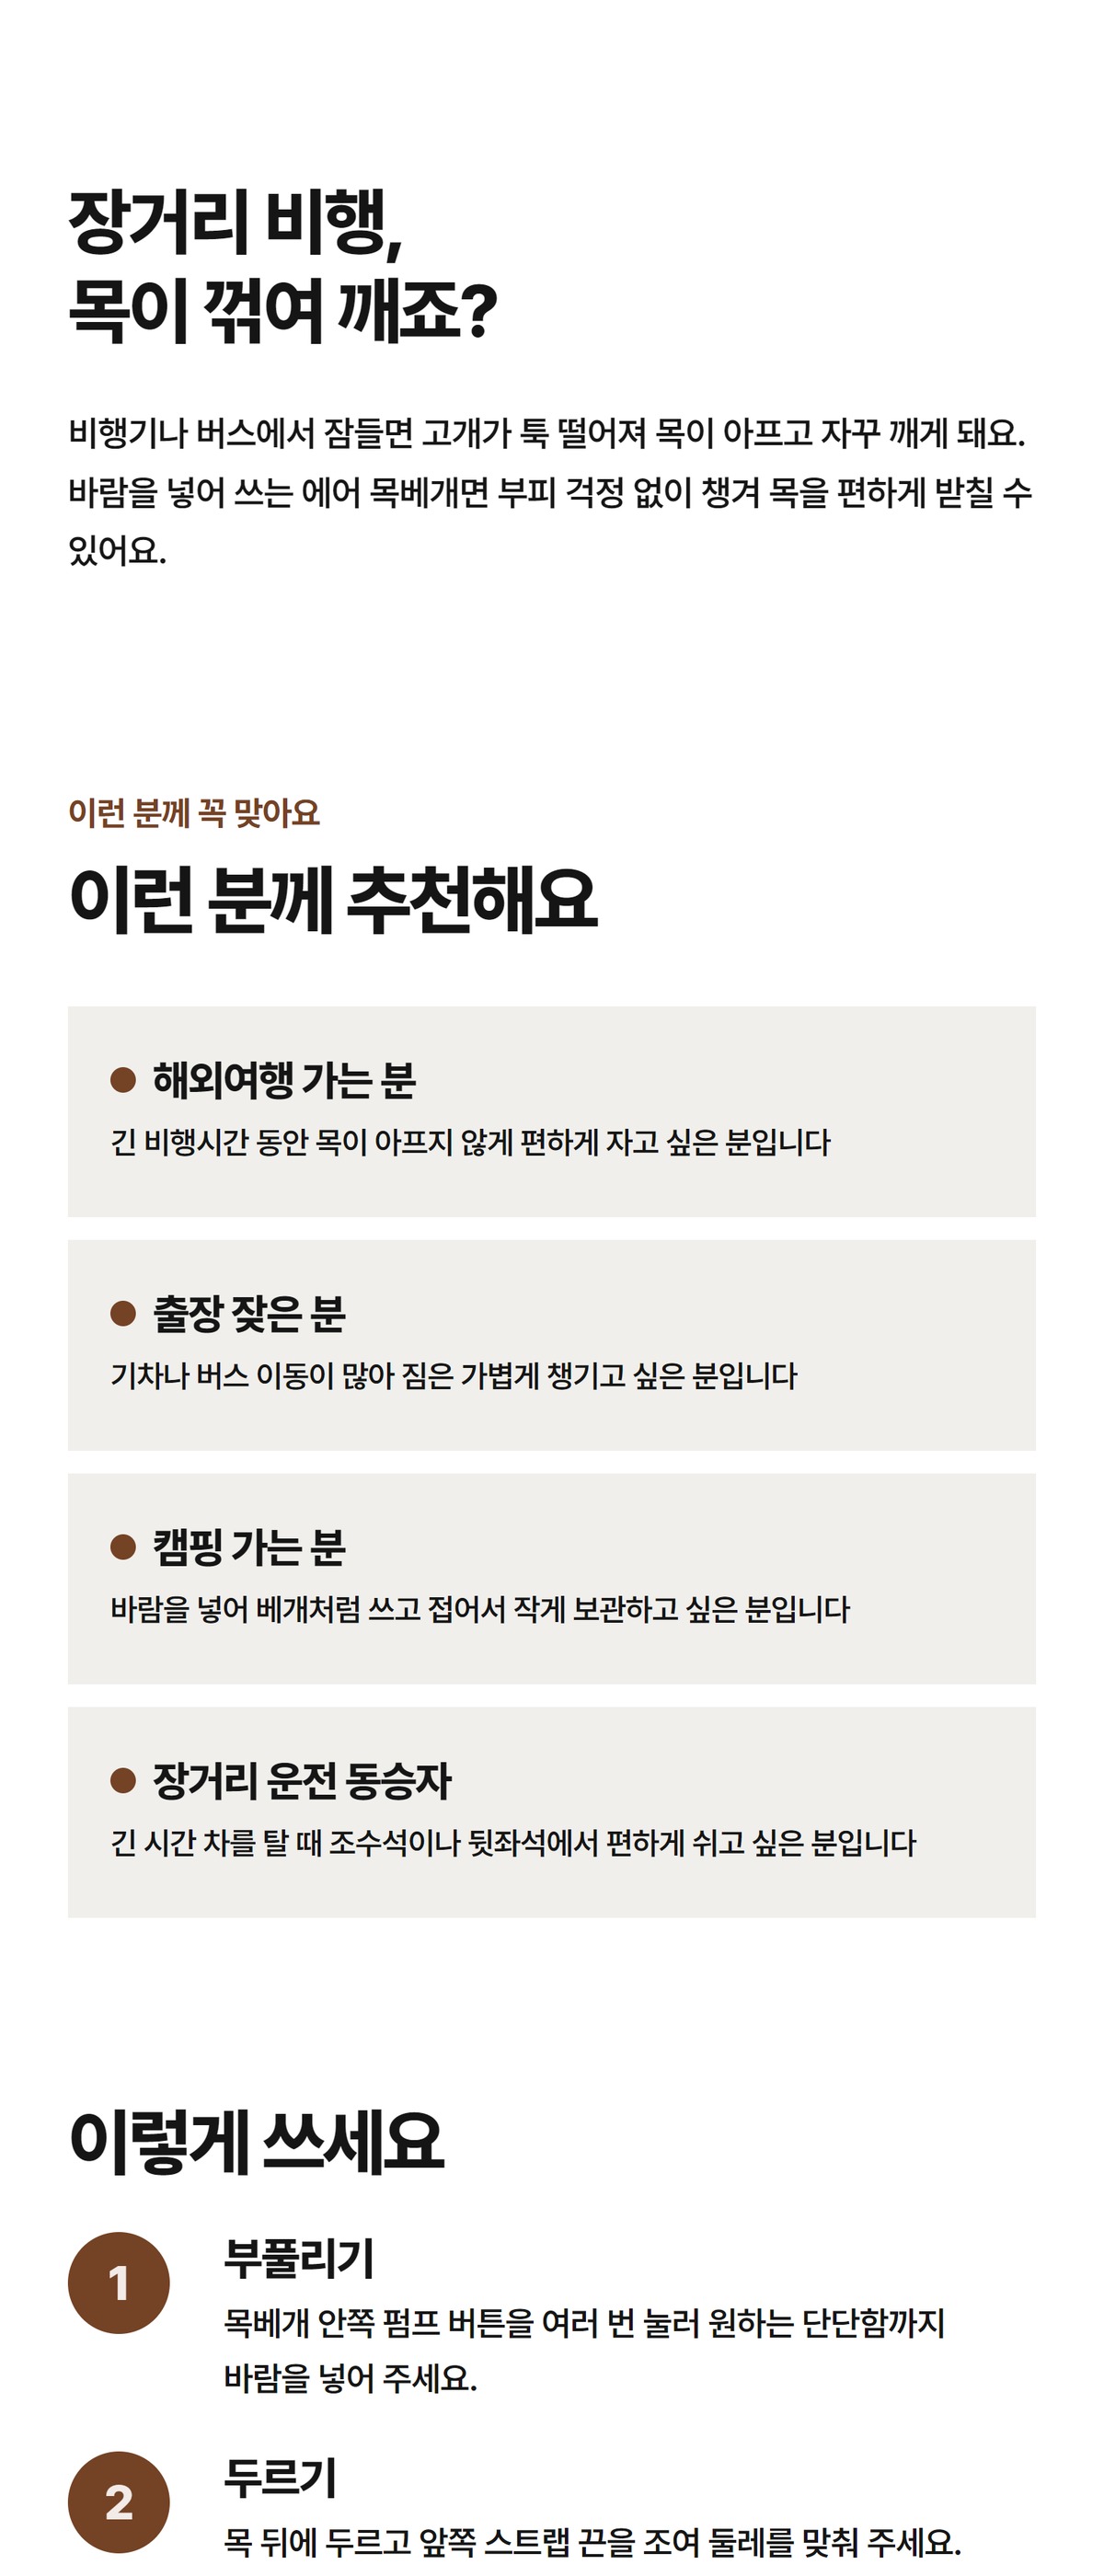 장거리 비행,
목이 꺾여 깨죠?
비행기나 버스에서 잠들면 고개가 툭 떨어져 목이 아프고 자꾸 깨게 돼요.
바람을 넣어 쓰는 에어 목베개면 부피 걱정 없이 챙겨 목을 편하게 받칠 수
있어요.
이런 분께 꼭 맞아요
이런 분께 추천해요
해외여행 가는 분
긴 비행시간 동안 목이 아프지 않게 편하게 자고 싶은 분입니다
출장 잦은 분
기차나 버스 이동이 많아 짐은 가볍게 챙기고 싶은 분입니다
캠핑 가는 분
바람을 넣어 베개처럼 쓰고 접어서 작게 보관하고 싶은 분입니다
장거리 운전 동승자
긴 시간 차를 탈 때 조수석이나 뒷좌석에서 편하게 쉬고 싶은 분입니다
이렇게 쓰세요
1
부풀리기
목베개 안쪽 펌프 버튼을 여러 번 눌러 원하는 단단함까지
바람을 넣어 주세요.
2
두르기
목 뒤에 두르고 앞쪽 스트랩 끈을 조여 둘레를 맞춰 주세요.